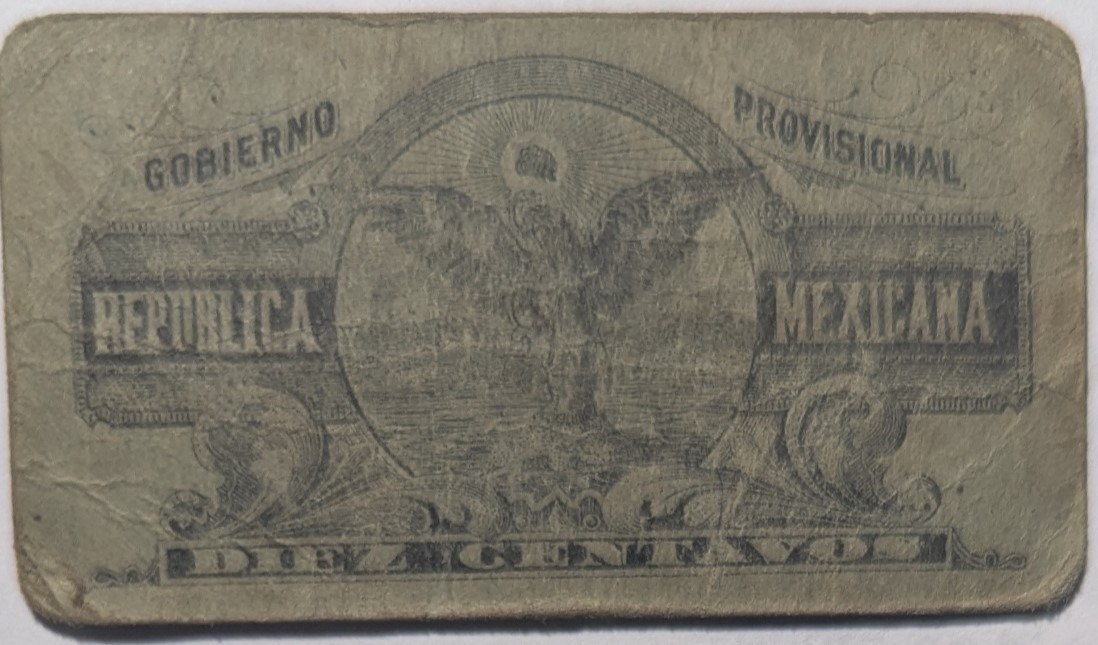 GOBIERNO PROVISIONAL
REPUBLICA MEXICANA
DIEZ CENTAVOS